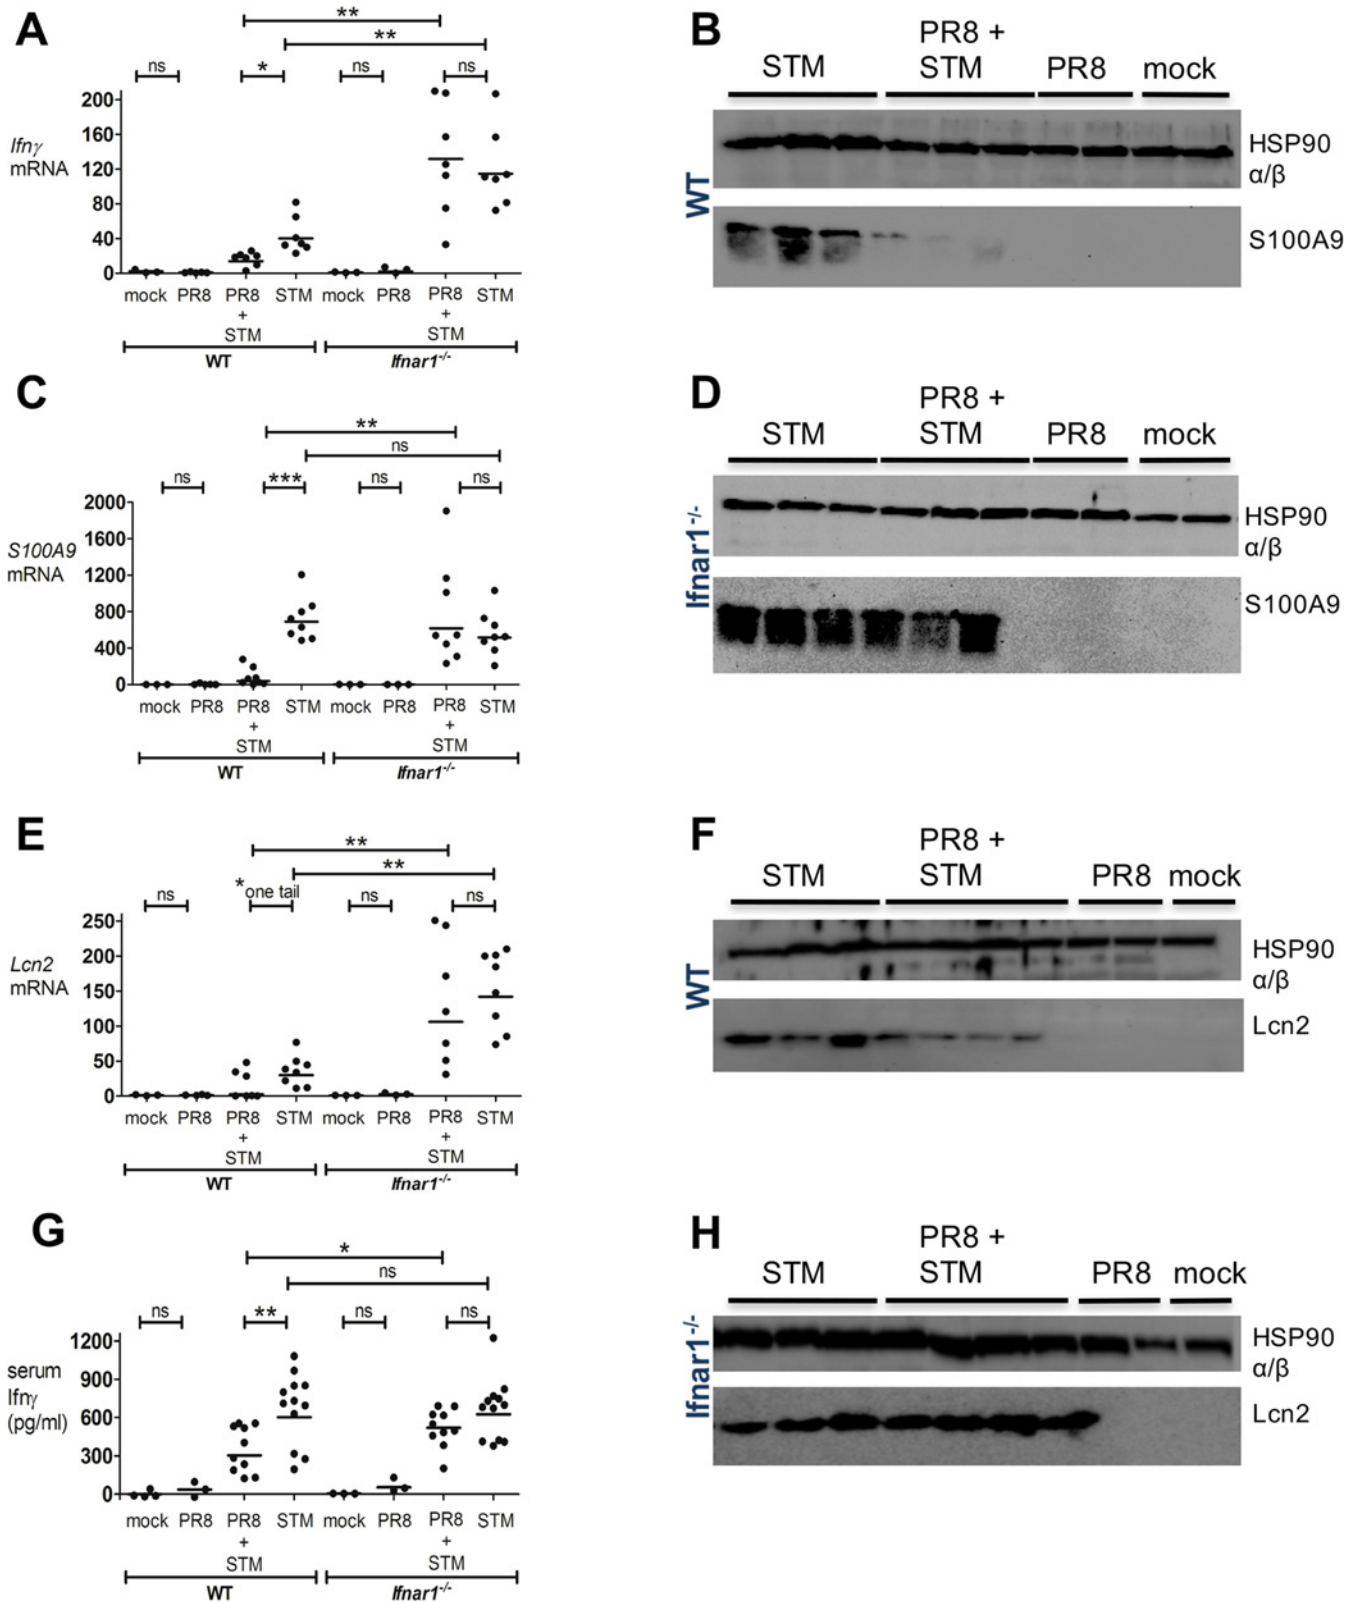 A
**
**
ns
*
ns
ns
Ifnγ
mRNA
200
160
120
80
40
0
mock PR8 PR8 STM mock PR8 PR8 STM
+ +
STM STM
WT Ifnar1-/-
B
PR8 +
STM STM PR8 mock
WT
HSP90
α/β
S100A9
C
**
ns
ns
***
ns
ns
S100A9
mRNA
2000
1600
1200
800
400
0
mock PR8 PR8 STM mock PR8 PR8 STM
+ +
STM STM
WT Ifnar1-/-
D
PR8 +
STM STM PR8 mock
Ifnar1-/-
HSP90
α/β
S100A9
E
**
**
ns
*one tail
ns
ns
Lcn2
mRNA
250
200
150
100
50
0
mock PR8 PR8 STM mock PR8 PR8 STM
+ +
STM STM
WT Ifnar1-/-
F
PR8 +
STM STM PR8 mock
WT
HSP90
α/β
Lcn2
G
*
ns
ns
**
ns
ns
serum
Ifnγ
(pg/ml)
1200
900
600
300
0
mock PR8 PR8 STM mock PR8 PR8 STM
+ +
STM STM
WT Ifnar1-/-
H
PR8 +
STM STM PR8 mock
Ifnar1-/-
HSP90
α/β
Lcn2